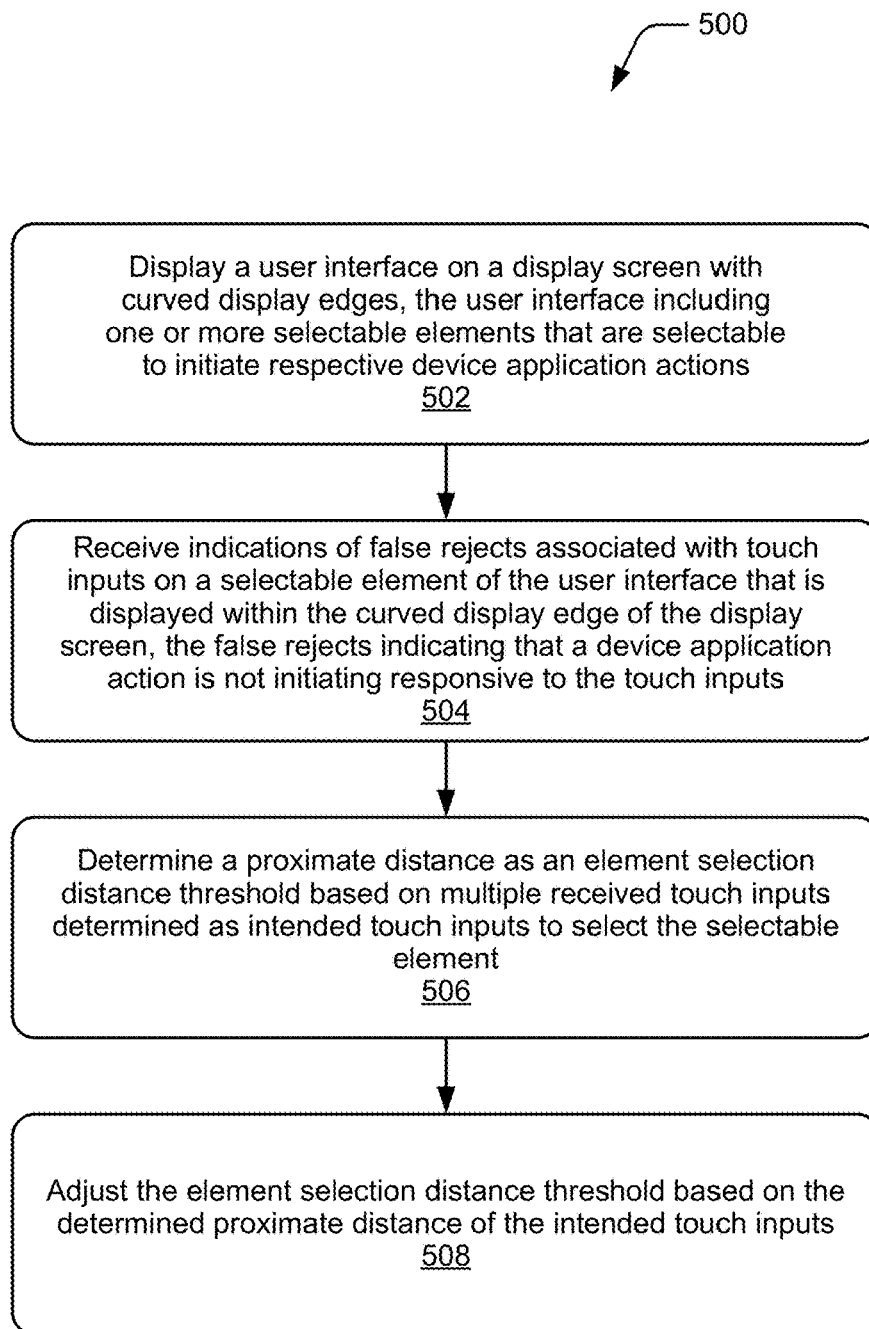 500
Display a user interface on a display screen with
curved display edges, the user interface including
one or more selectable elements that are selectable
to initiate respective device application actions
502
Receive indications of false rejects associated with touch
inputs on a selectable element of the user interface that is
displayed within the curved display edge of the display
screen, the false rejects indicating that a device application
action is not initiating responsive to the touch inputs
504
Determine a proximate distance as an element selection
distance threshold based on multiple received touch inputs
determined as intended touch inputs to select the selectable
element
506
Adjust the element selection distance threshold based on the
determined proximate distance of the intended touch inputs
508